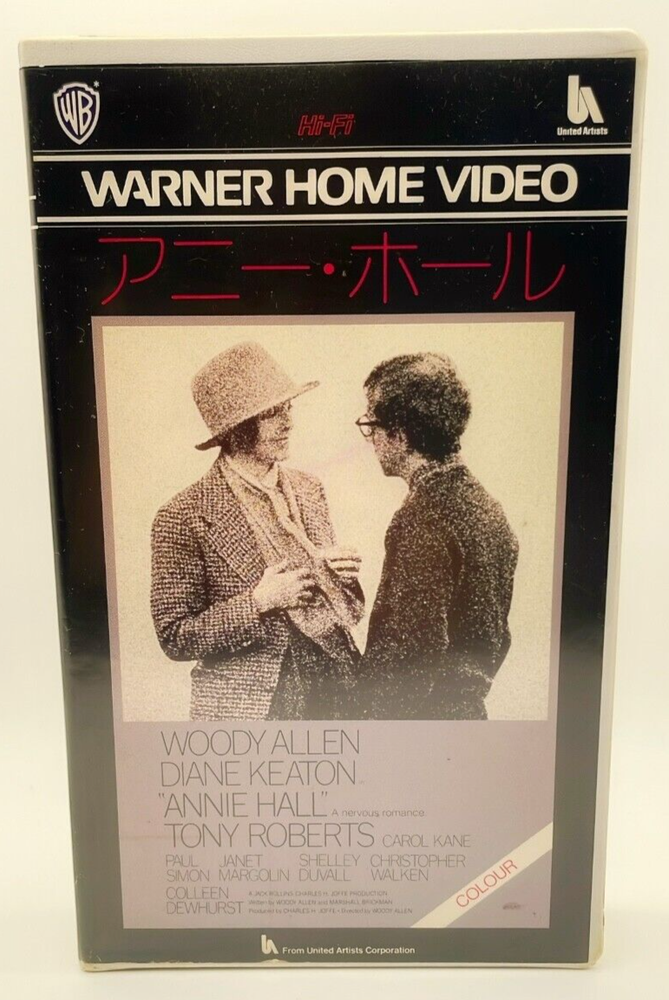 WB
Hi-Fi
United Artists
WARNER HOME VIDEO
アニー・ホール
WOODY ALLEN
DIANE KEATON
"ANNIE HALL" A nervous romance.
TONY ROBERTS CAROL KANE
PAUL SIMON JANET MARGOLIN SHELLEY DUVALL CHRISTOPHER WALKEN
COLLEEN DEWHURST
A JACK ROLLINS CHARLES H. JOFFE PRODUCTION
Written by WOODY ALLEN and MARSHALL BRICKMAN
Produced by CHARLES H. JOFFE • Directed by WOODY ALLEN
COLOUR
From United Artists Corporation